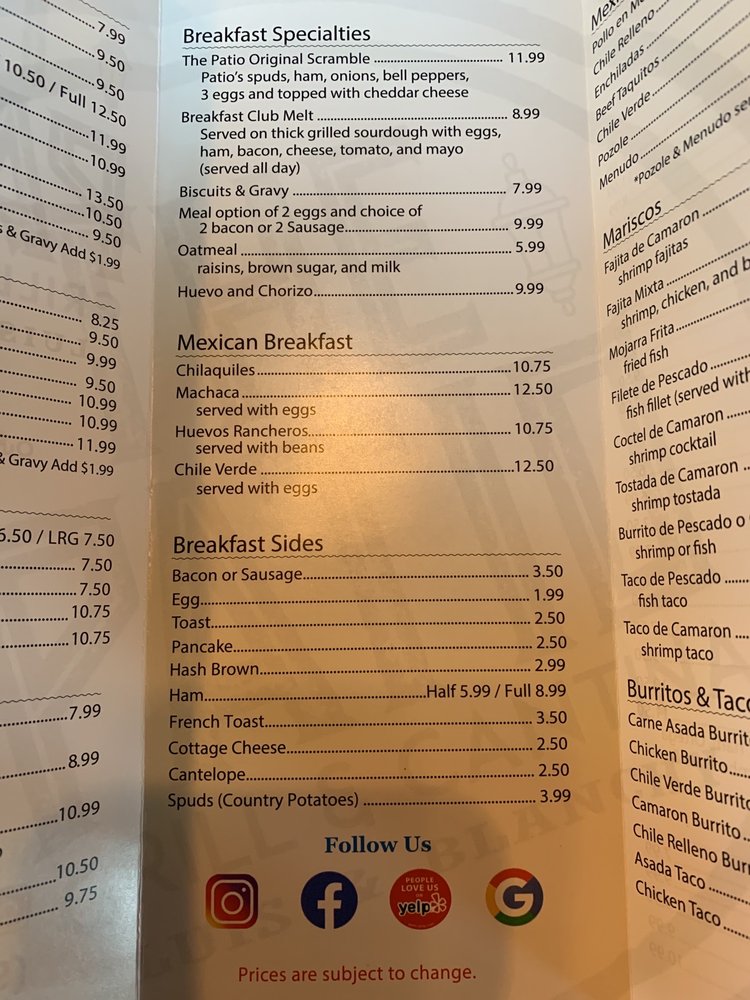 7.99
9.50
9.50
10.50 / Full 12.50
11.99
10.99
13.50
10.50
9.50
& Gravy Add $1.99
8.25
9.50
9.99
9.50
10.99
10.99
11.99
& Gravy Add $1.99
6.50 / LRG 7.50
7.50
7.50
10.75
10.75
7.99
8.99
10.99
10.50
9.75
Breakfast Specialties
The Patio Original Scramble 11.99
Patio's spuds, ham, onions, bell peppers,
3 eggs and topped with cheddar cheese
Breakfast Club Melt 8.99
Served on thick grilled sourdough with eggs,
ham, bacon, cheese, tomato, and mayo
(served all day)
Biscuits & Gravy 7.99
Meal option of 2 eggs and choice of
2 bacon or 2 Sausage 9.99
Oatmeal 5.99
raisins, brown sugar, and milk
Huevo and Chorizo 9.99
Mexican Breakfast
Chilaquiles 10.75
Machaca 12.50
served with eggs
Huevos Rancheros 10.75
served with beans
Chile Verde 12.50
served with eggs
Breakfast Sides
Bacon or Sausage 3.50
Egg 1.99
Toast 2.50
Pancake 2.50
Hash Brown 2.99
Ham Half 5.99 / Full 8.99
French Toast 3.50
Cottage Cheese 2.50
Cantelope 2.50
Spuds (Country Potatoes) 3.99
Follow Us
PEOPLE
LOVE US
ON
yelp
Prices are subject to change.
Pollo en
Chile Relleno
Enchiladas
Beef Taquitos
Chile Verde
Pozole
Menudo
*Pozole & Menudo
Mariscos
Fajita de Camaron
shrimp fajitas
Fajita Mixta
shrimp, chicken, and
Mojarra Frita
fried fish
Filete de Pescado
fish fillet (served with
Coctel de Camaron
shrimp cocktail
Tostada de Camaron
shrimp tostada
Burrito de Pescado o
shrimp or fish
Taco de Pescado
fish taco
Taco de Camaron
shrimp taco
Burritos & Taco
Carne Asada Burrit
Chicken Burrito
Chile Verde Burrito
Camaron Burrito
Chile Relleno Bur
Asada Taco
Chicken Taco